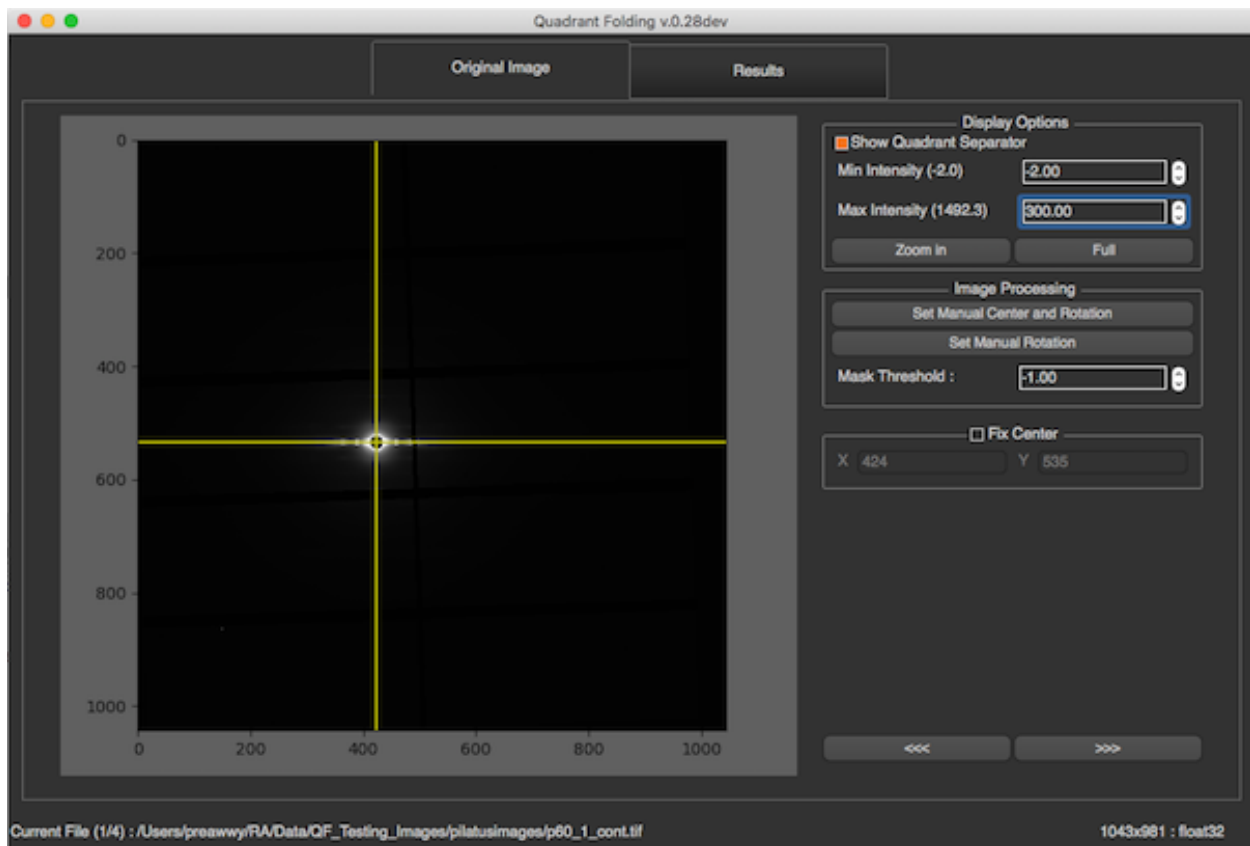 Quadrant Folding v.0.28dev
Original Image
Results
0
200
400
600
800
1000
0
200
400
600
800
1000
Display Options
Show Quadrant Separator
Min Intensity (-2.0)
-2.00
Max Intensity (1492.3)
300.00
Zoom in
Full
Image Processing
Set Manual Center and Rotation
Set Manual Rotation
Mask Threshold :
-1.00
Fix Center
X 424
Y 535
<<<
>>>
Current File (1/4) : /Users/preawwy/RA/Data/QF_Testing_Images/pilatusimages/p60_1_cont.tif
1043x981 : float32